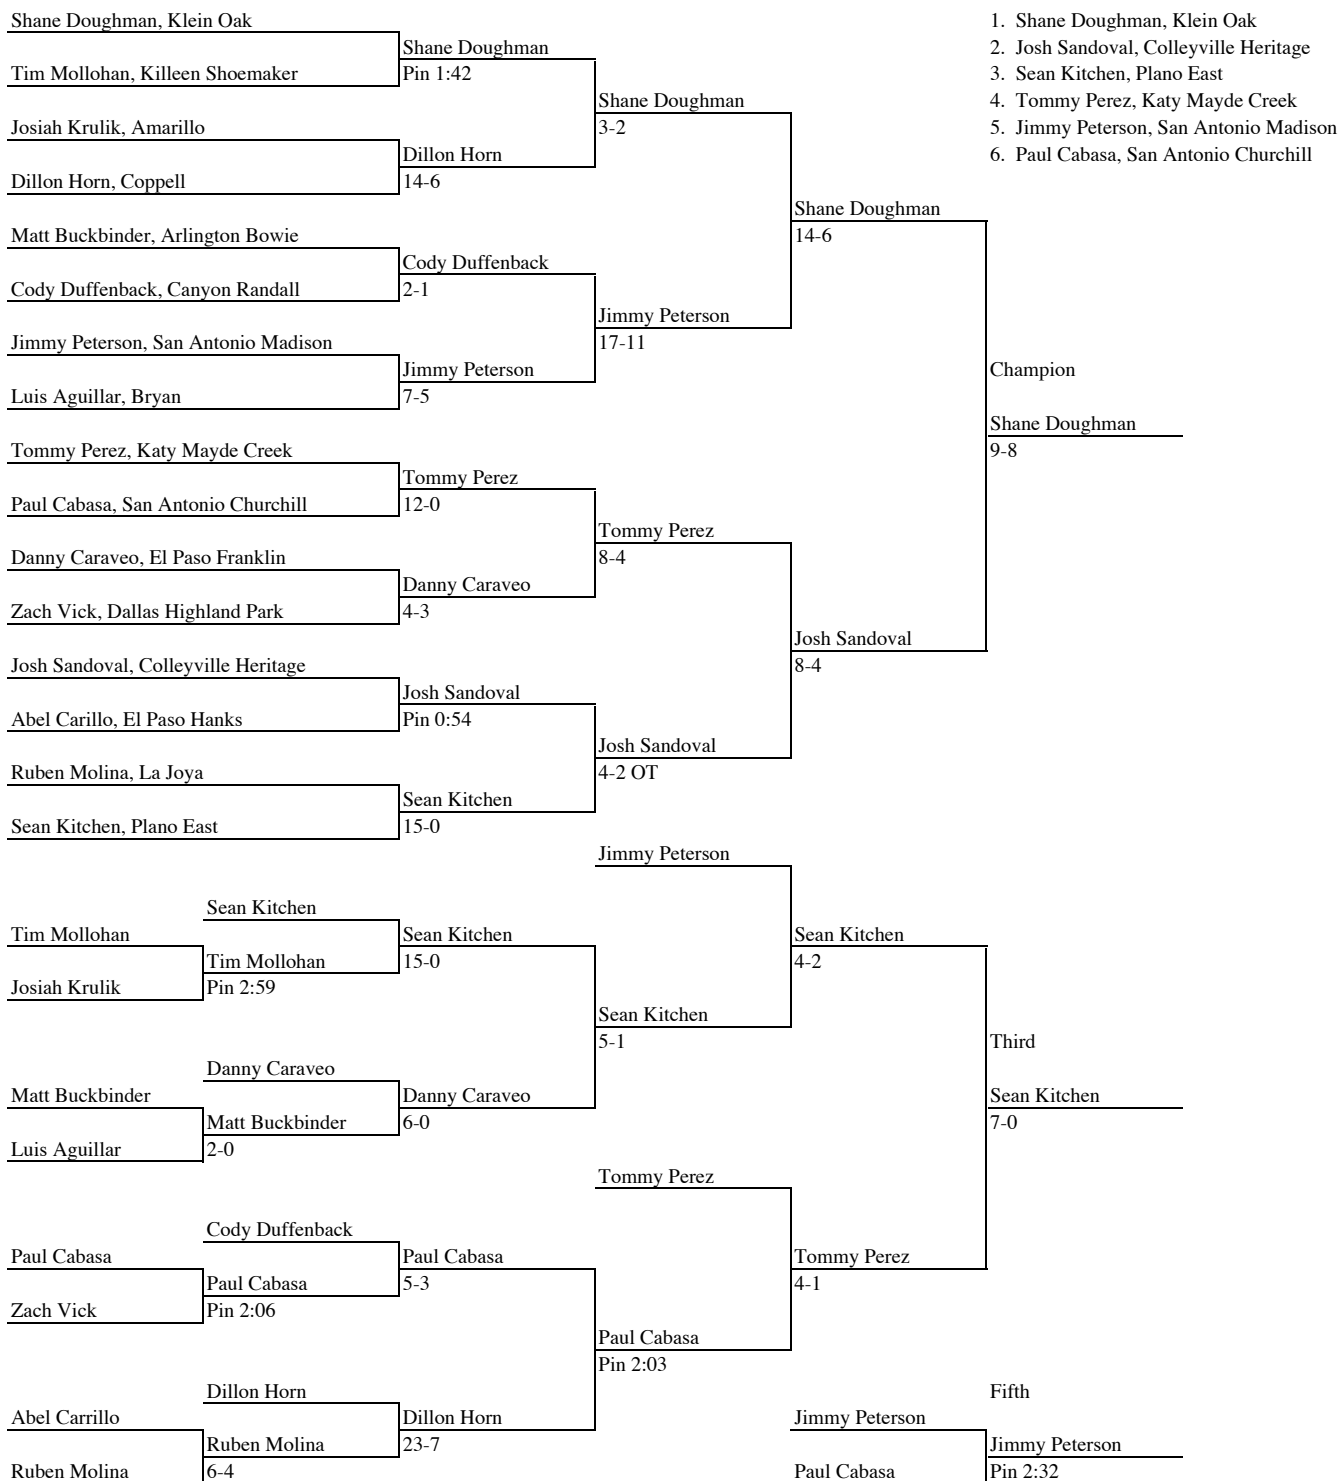 Shane Doughman, Klein Oak
1. Shane Doughman, Klein Oak
Shane Doughman
2. Josh Sandoval, Colleyville Heritage
Tim Mollohan, Killeen Shoemaker
Pin 1:42
3. Sean Kitchen, Plano East
Shane Doughman
4. Tommy Perez, Katy Mayde Creek
Josiah Krulik, Amarillo
3-2
5. Jimmy Peterson, San Antonio Madison
Dillon Horn
6. Paul Cabasa, San Antonio Churchill
Dillon Horn, Coppell
14-6
Shane Doughman
Matt Buckbinder, Arlington Bowie
14-6
Cody Duffenback
Cody Duffenback, Canyon Randall
2-1
Jimmy Peterson
Jimmy Peterson, San Antonio Madison
17-11
Jimmy Peterson
Champion
Luis Aguillar, Bryan
7-5
Shane Doughman
Tommy Perez, Katy Mayde Creek
9-8
Tommy Perez
Paul Cabasa, San Antonio Churchill
12-0
Tommy Perez
Danny Caraveo, El Paso Franklin
8-4
Danny Caraveo
Zach Vick, Dallas Highland Park
4-3
Josh Sandoval
Josh Sandoval, Colleyville Heritage
8-4
Josh Sandoval
Abel Carillo, El Paso Hanks
Pin 0:54
Josh Sandoval
Ruben Molina, La Joya
4-2 OT
Sean Kitchen
Sean Kitchen, Plano East
15-0
Jimmy Peterson
Sean Kitchen
Tim Mollohan
Sean Kitchen
Sean Kitchen
Tim Mollohan
15-0
4-2
Josiah Krulik
Pin 2:59
Sean Kitchen
5-1
Third
Danny Caraveo
Matt Buckbinder
Danny Caraveo
Sean Kitchen
Matt Buckbinder
6-0
7-0
Luis Aguillar
2-0
Tommy Perez
Cody Duffenback
Paul Cabasa
Paul Cabasa
Tommy Perez
Paul Cabasa
5-3
4-1
Zach Vick
Pin 2:06
Paul Cabasa
Pin 2:03
Dillon Horn
Fifth
Abel Carrillo
Dillon Horn
Jimmy Peterson
Ruben Molina
23-7
Jimmy Peterson
Ruben Molina
6-4
Paul Cabasa
Pin 2:32